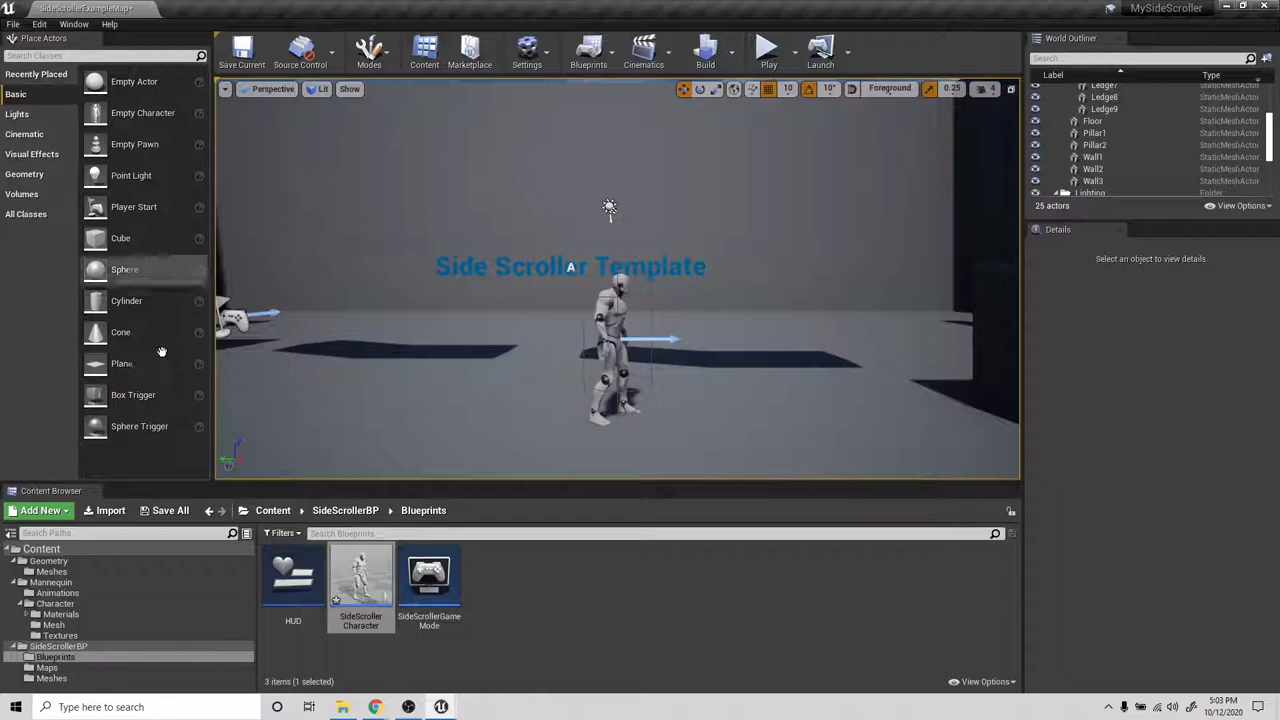 SideScrollerExampleMap*
MySideScroller
File Edit Window Help
Place Actors
Search Classes
Recently Placed
Basic
Lights
Cinematic
Visual Effects
Geometry
Volumes
All Classes
Empty Actor
Empty Character
Empty Pawn
Point Light
Player Start
Cube
Sphere
Cylinder
Cone
Plane
Box Trigger
Sphere Trigger
Save Current
Source Control
Modes
Content
Marketplace
Settings
Blueprints
Cinematics
Build
Play
Launch
Perspective
Lit
Show
10
10°
Foreground
0.25
4
Side Scroller Template
World Outliner
Search...
Label Type
Ledge7 StaticMeshActor
Ledge8 StaticMeshActor
Ledge9 StaticMeshActor
Floor StaticMeshActor
Pillar1 StaticMeshActor
Pillar2 StaticMeshActor
Wall1 StaticMeshActor
Wall2 StaticMeshActor
Wall3 StaticMeshActor
Lighting Folder
25 actors
View Options
Details
Select an object to view details.
Content Browser
Add New
Import
Save All
Content
SideScrollerBP
Blueprints
Search Paths
Filters
Search Blueprints
Content
Geometry
Meshes
Mannequin
Animations
Character
Materials
Mesh
Textures
SideScrollerBP
Blueprints
Maps
Meshes
HUD
SideScroller
Character
SideScrollerGame
Mode
3 items (1 selected)
View Options
Type here to search
5:03 PM
10/12/2020